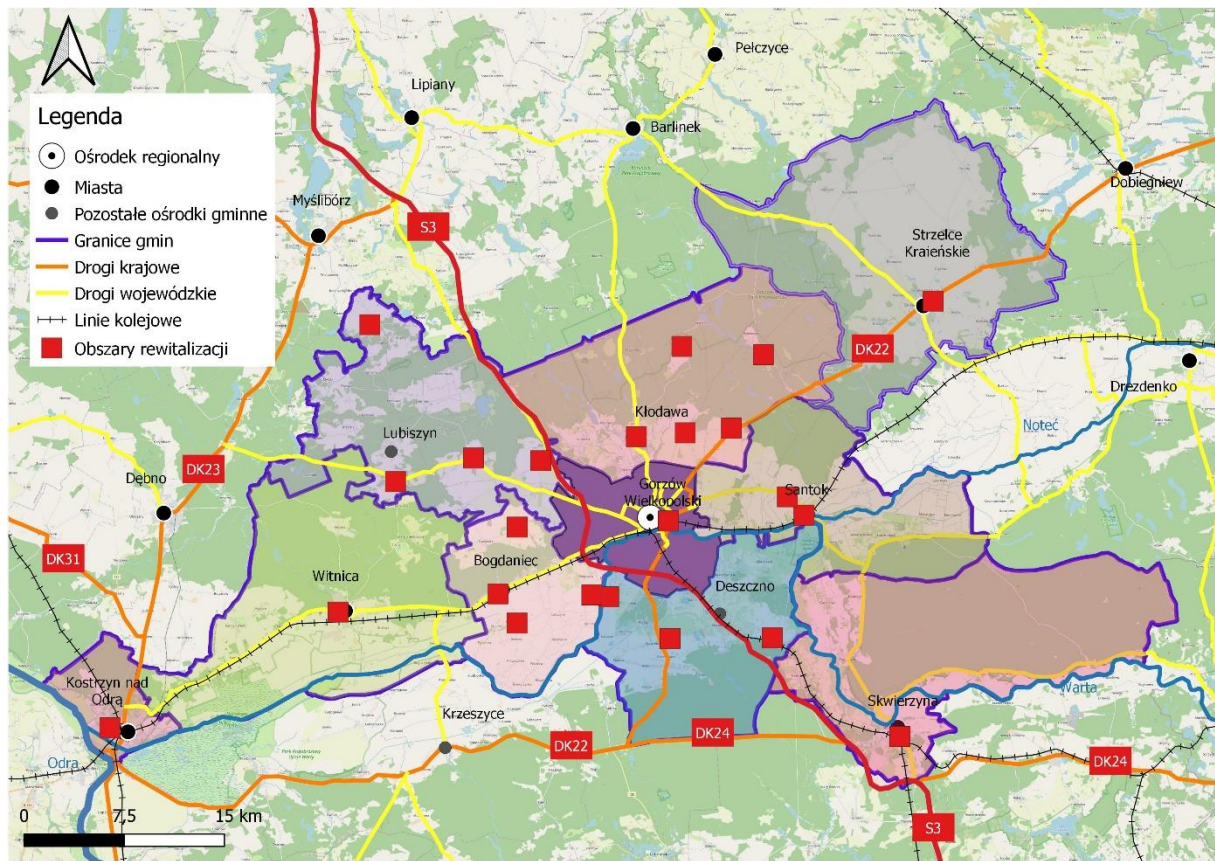 Legenda
Ośrodek regionalny
Miasta
Pozostałe ośrodki gminne
Granice gmin
Drogi krajowe
Drogi wojewódzkie
Linie kolejowe
Obszary rewitalizacji
Pełczyce
Lipiany
Barlinek
Dobiegniew
Myślibórz
S3
Strzelce
Kraieńskie
DK22
Drezdenko
Kłodawa
Noteć
Lubiszyn
DK23
Dębno
Gorzów
Wielkopolski
Santok
DK31
Bogdaniec
Witnica
Deszczno
Kostrzyn nad
Odrą
Skwierzyna
Warta
Krzeszyce
DK22
DK24
Odra
DK24
S3
0 7,5 15 km